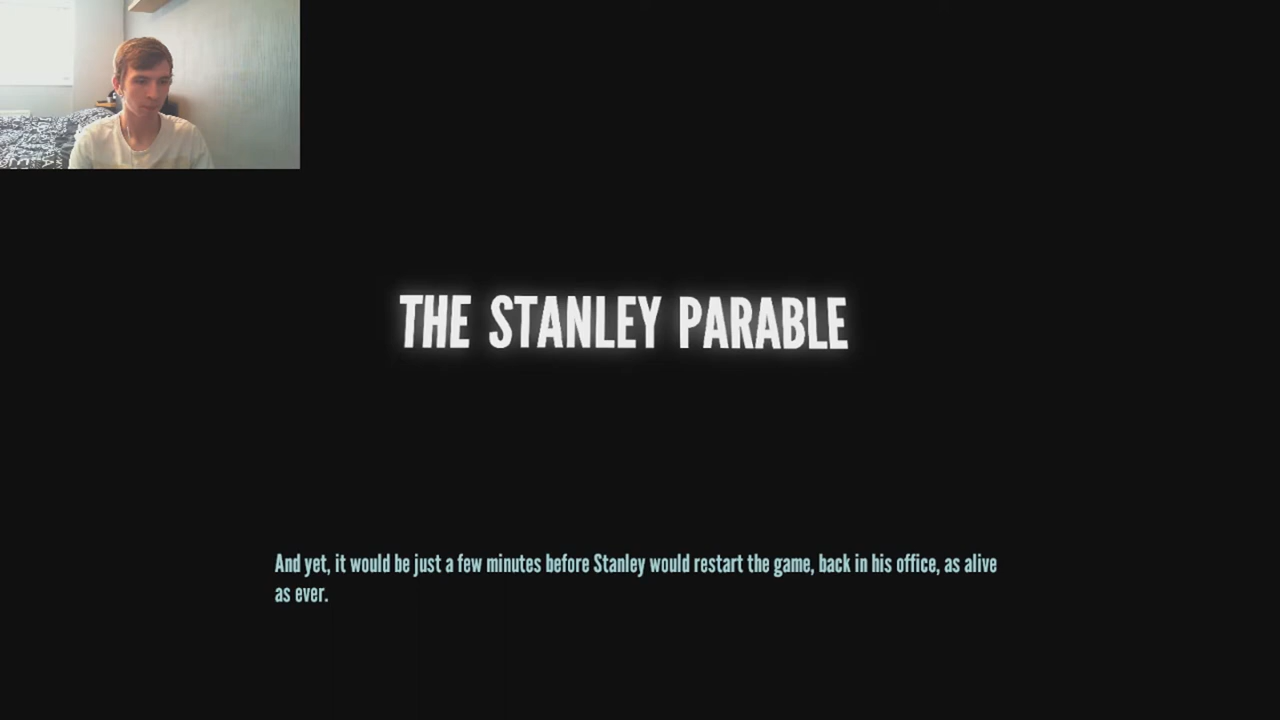 THE STANLEY PARABLE
And yet, it would be just a few minutes before Stanley would restart the game, back in his office, as alive
as ever.